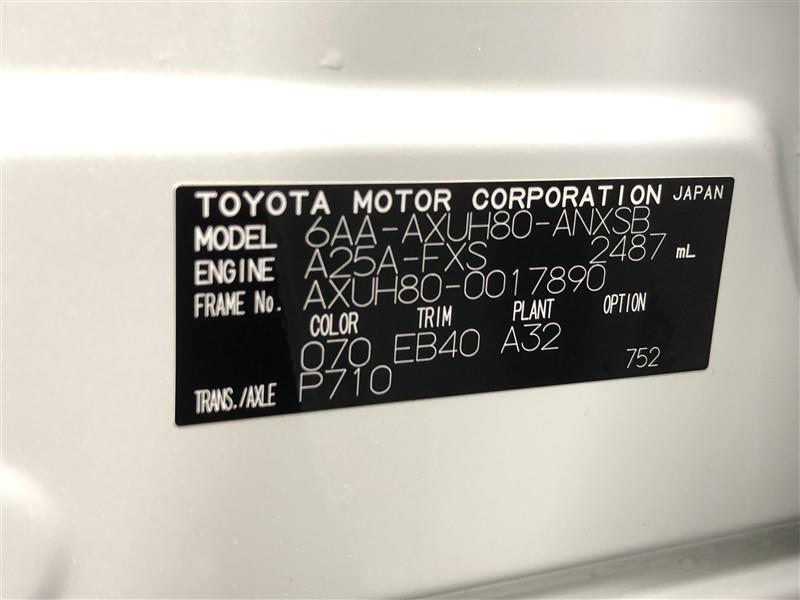 TOYOTA MOTOR CORPORATION JAPAN
MODEL 6AA-AXUH80-ANXSB
ENGINE A25A-FXS 2487 mL
FRAME No. AXUH80-0017890
COLOR TRIM PLANT OPTION
070 EB40 A32 752
TRANS./AXLE P710